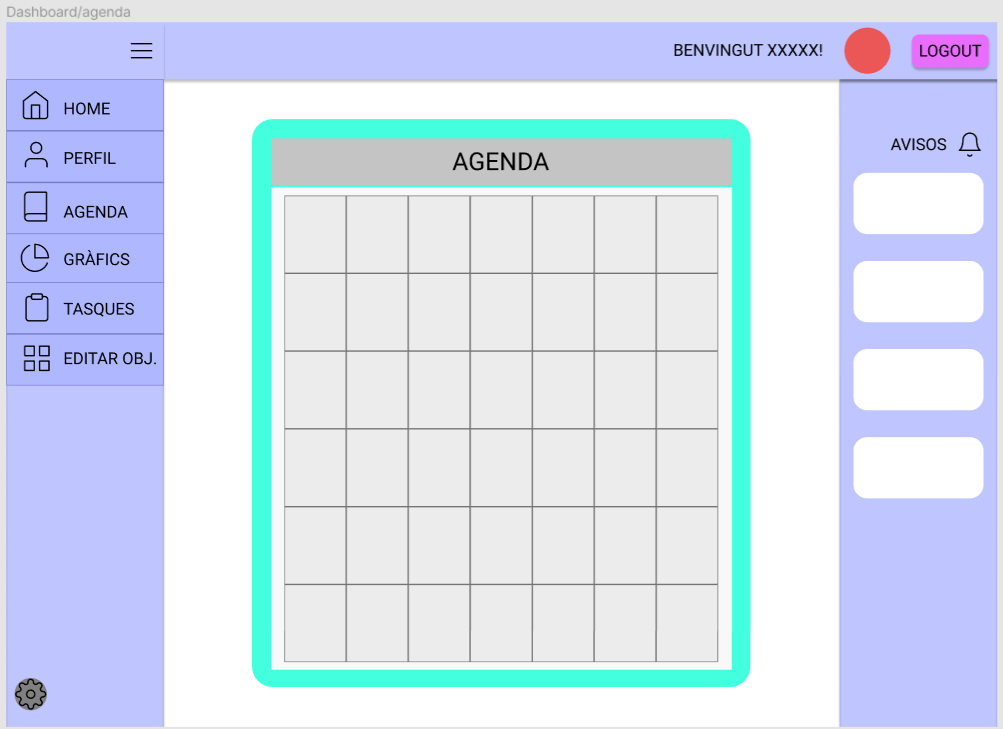 Dashboard/agenda
BENVINGUT XXXXX!
LOGOUT
HOME
PERFIL
AGENDA
GRÀFICS
TASQUES
EDITAR OBJ.
AGENDA
AVISOS